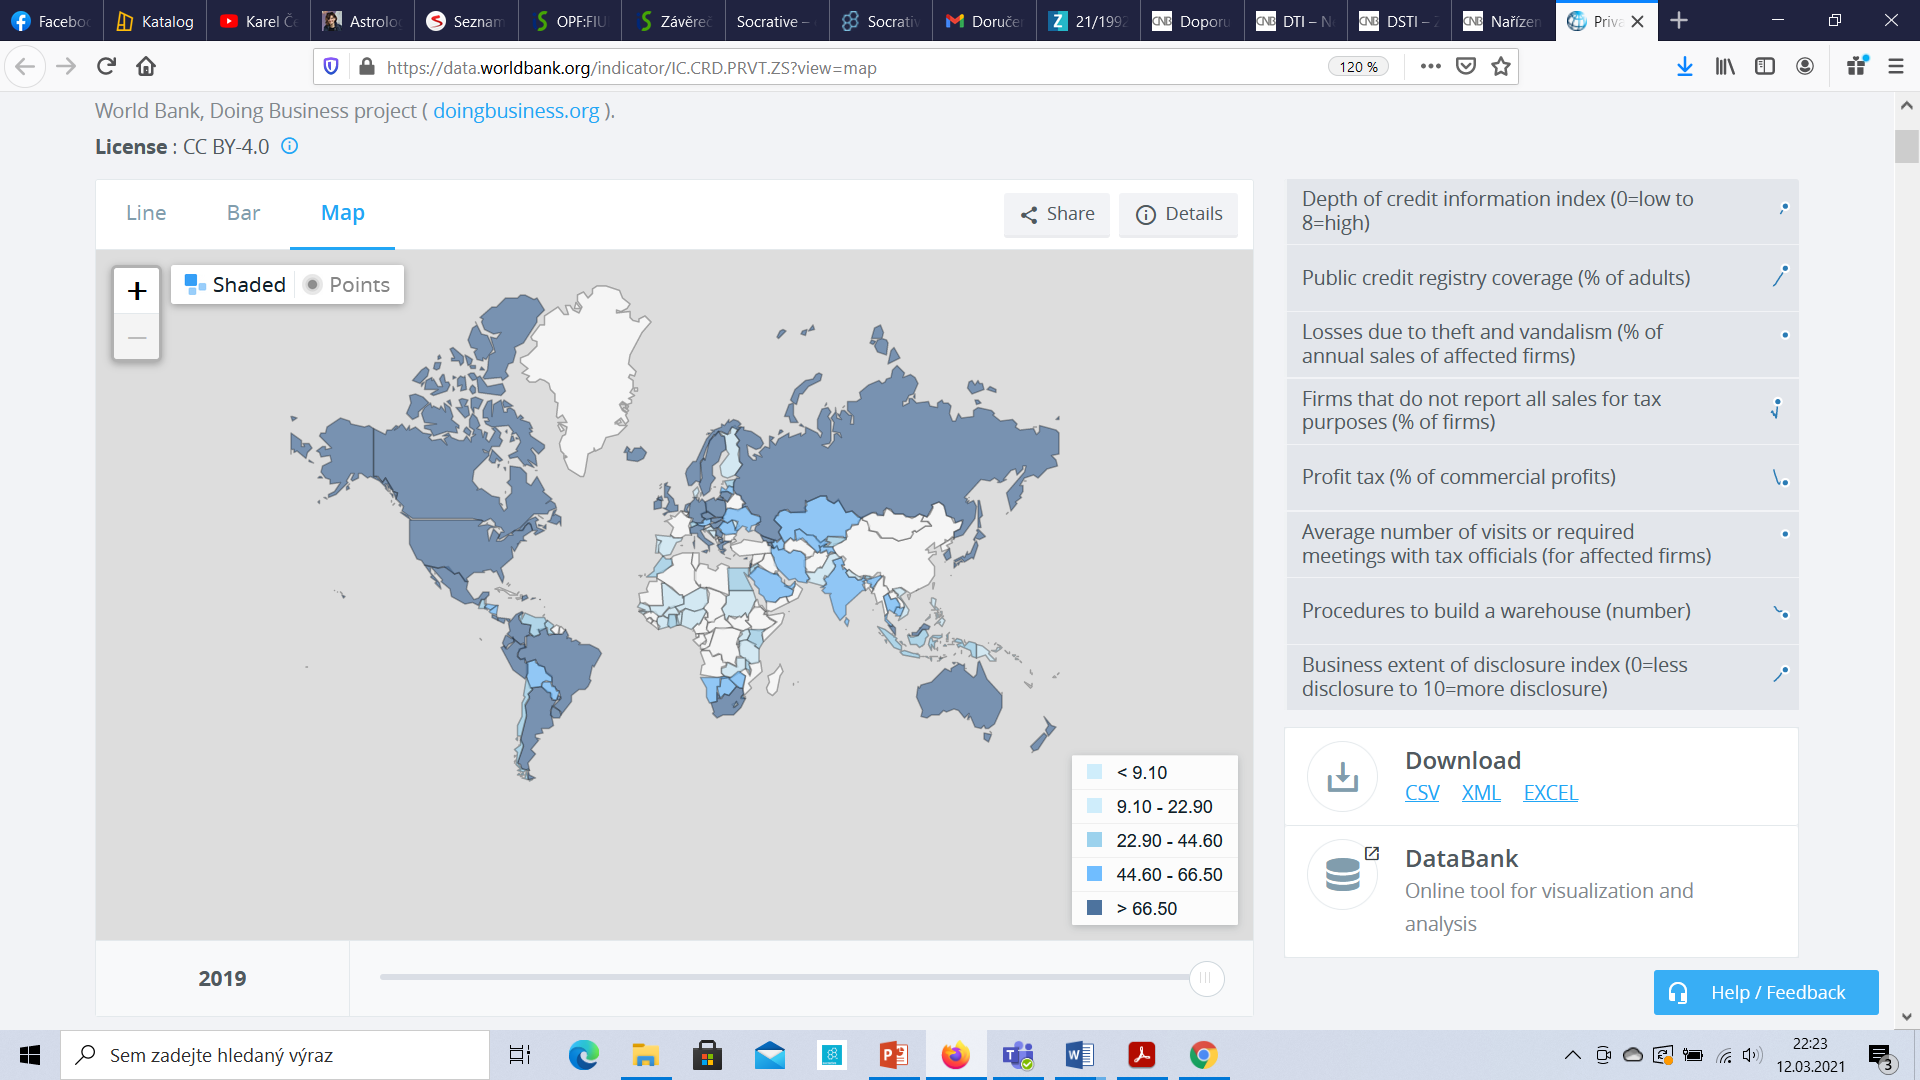 Faceboo
Katalog
Karel Če
Astrolo
Seznam
OPF:FIU
Závěreč
Socrative –
Socrativ
Doručen
21/1992
Doporu
DTI – N
DSTI –
Nařízen
Priva
https://data.worldbank.org/indicator/IC.CRD.PRVT.ZS?view=map
120 %
World Bank, Doing Business project ( doingbusiness.org ).
License : CC BY-4.0
Line
Bar
Map
Share
Details
Shaded
Points
+
−
< 9.10
9.10 - 22.90
22.90 - 44.60
44.60 - 66.50
> 66.50
2019
Depth of credit information index (0=low to
8=high)
Public credit registry coverage (% of adults)
Losses due to theft and vandalism (% of
annual sales of affected firms)
Firms that do not report all sales for tax
purposes (% of firms)
Profit tax (% of commercial profits)
Average number of visits or required
meetings with tax officials (for affected firms)
Procedures to build a warehouse (number)
Business extent of disclosure index (0=less
disclosure to 10=more disclosure)
Download
CSV XML EXCEL
DataBank
Online tool for visualization and
analysis
Help / Feedback
Sem zadejte hledaný výraz
22:23
12.03.2021
3